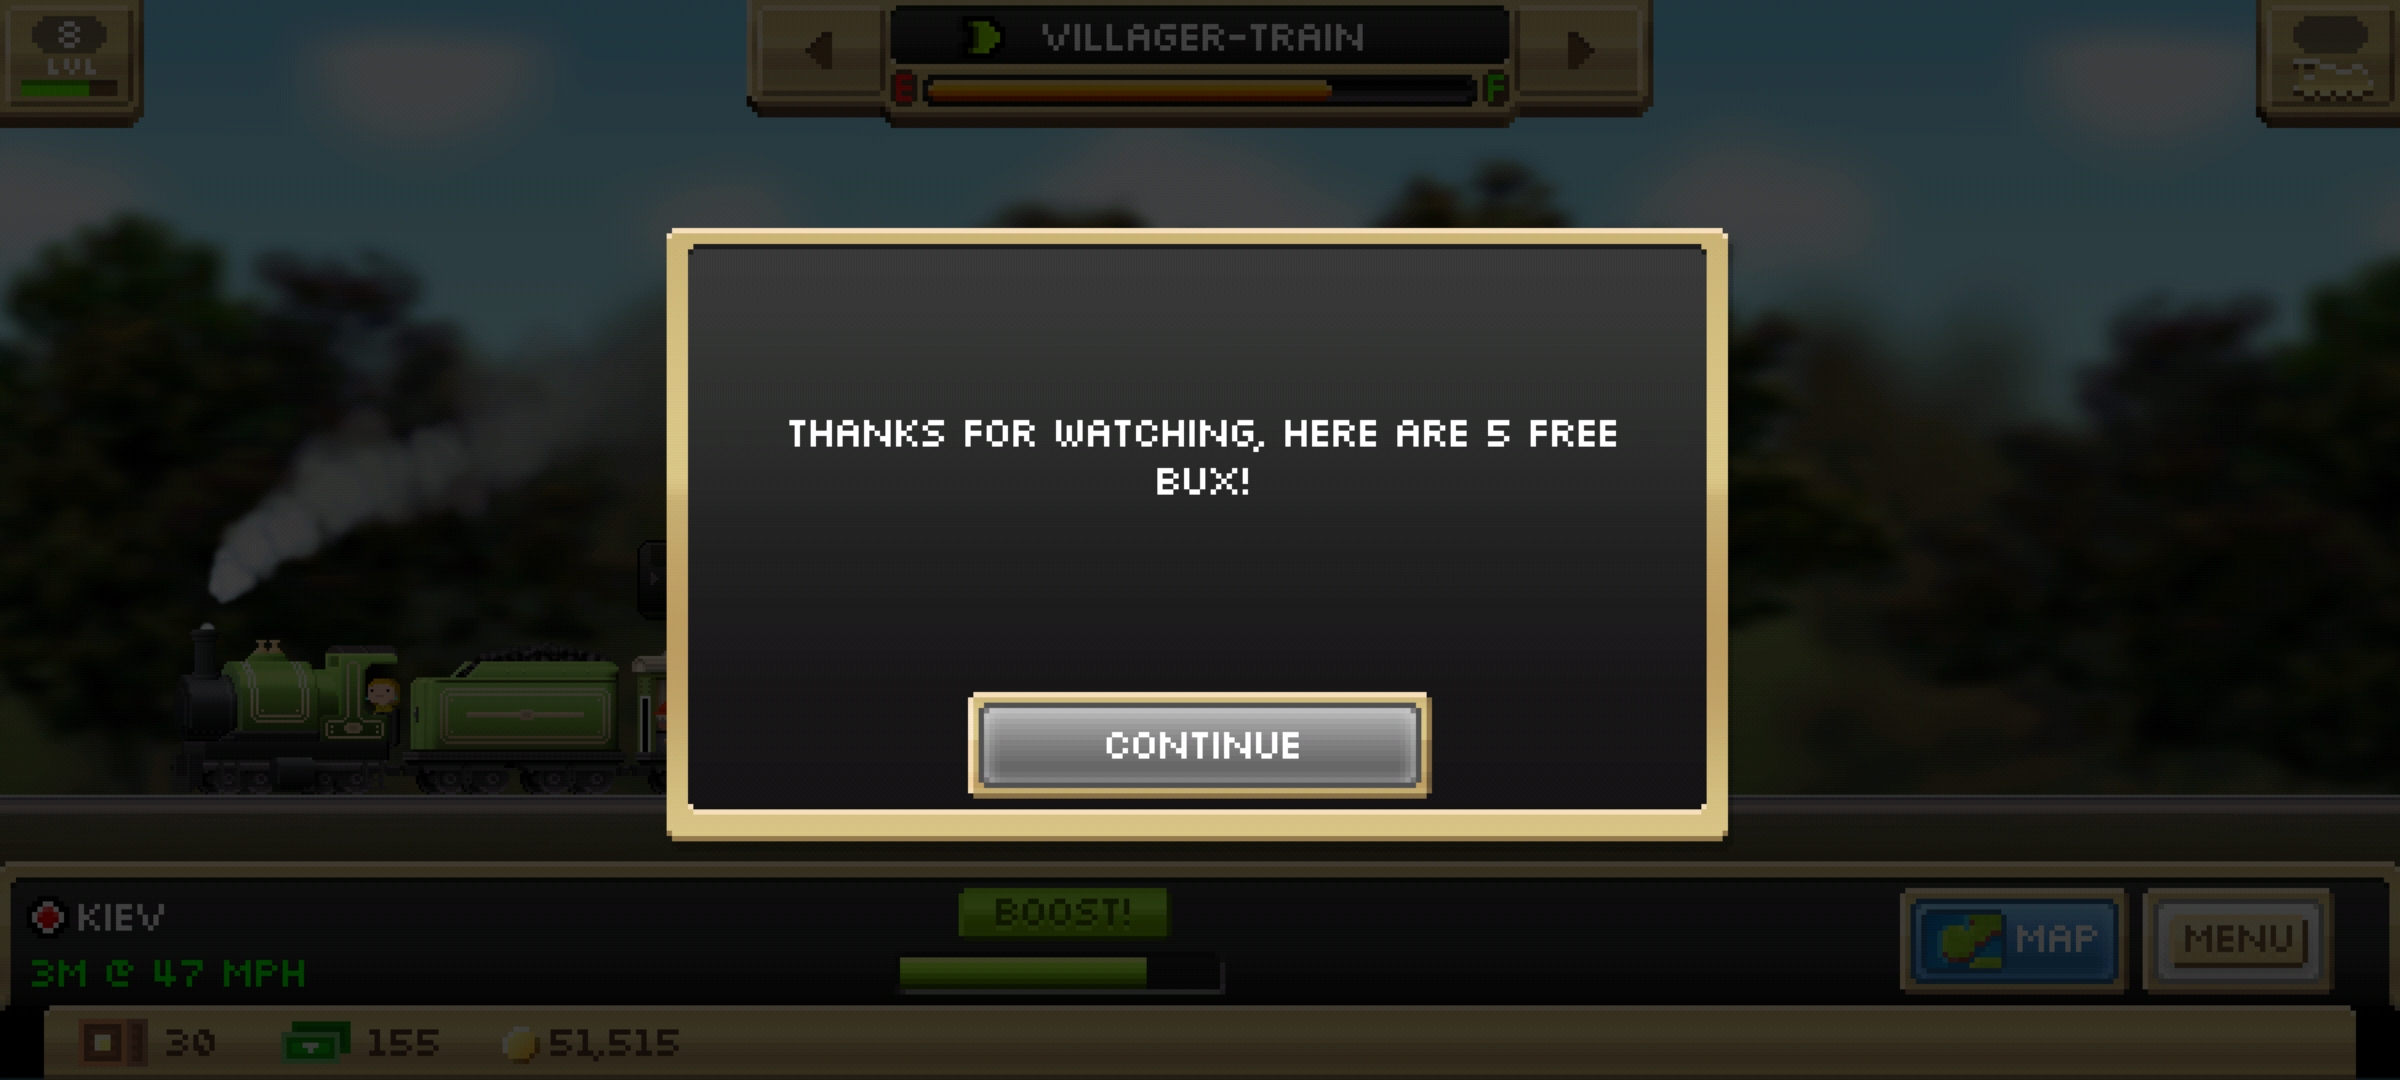 8
LVL
VILLAGER-TRAIN
E F
THANKS FOR WATCHING, HERE ARE 5 FREE
BUX!
CONTINUE
KIEV
3M @ 47 MPH
BOOST!
MAP
MENU
30 155 51,515